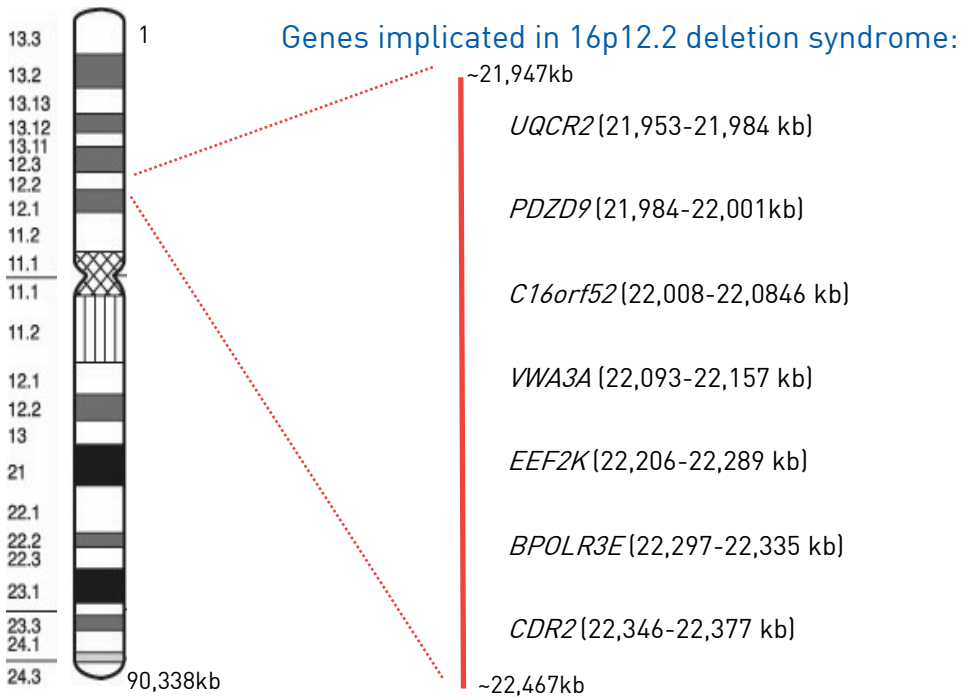 13.3
13.2
13.13
13.12
13.11
12.3
12.2
12.1
11.2
11.1
11.1
11.2
12.1
12.2
13
21
22.1
22.2
22.3
23.1
23.3
24.1
24.3
1
90,338kb
Genes implicated in 16p12.2 deletion syndrome:
~21,947kb
UQCR2 (21,953-21,984 kb)
PDZD9 (21,984-22,001kb)
C16orf52 (22,008-22,0846 kb)
VWA3A (22,093-22,157 kb)
EEF2K (22,206-22,289 kb)
BPOLR3E (22,297-22,335 kb)
CDR2 (22,346-22,377 kb)
~22,467kb